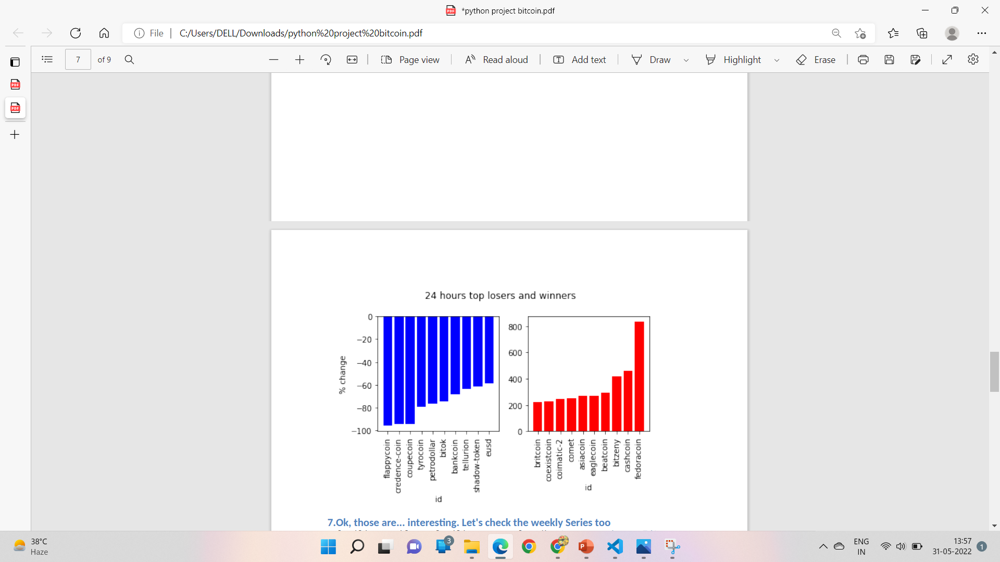 *python project bitcoin.pdf
File
C:/Users/DELL/Downloads/python%20project%20bitcoin.pdf
7 of 9
Page view
Read aloud
Add text
Draw
Highlight
Erase
24 hours top losers and winners
% change
0
−20
−40
−60
−80
−100
flappycoin
credence-coin
coupecoin
tyrocoin
petrodollar
bitok
bankcoin
tellurion
shadow-token
eusd
id
800
600
400
200
0
britcoin
coexistcoin
coimatic-2
comet
asiacoin
eaglecoin
beatcoin
bitzeny
cashcoin
fedoracoin
id
7.Ok, those are... interesting. Let's check the weekly Series too
38°C
Haze
3
ENG
IN
13:57
31-05-2022
1